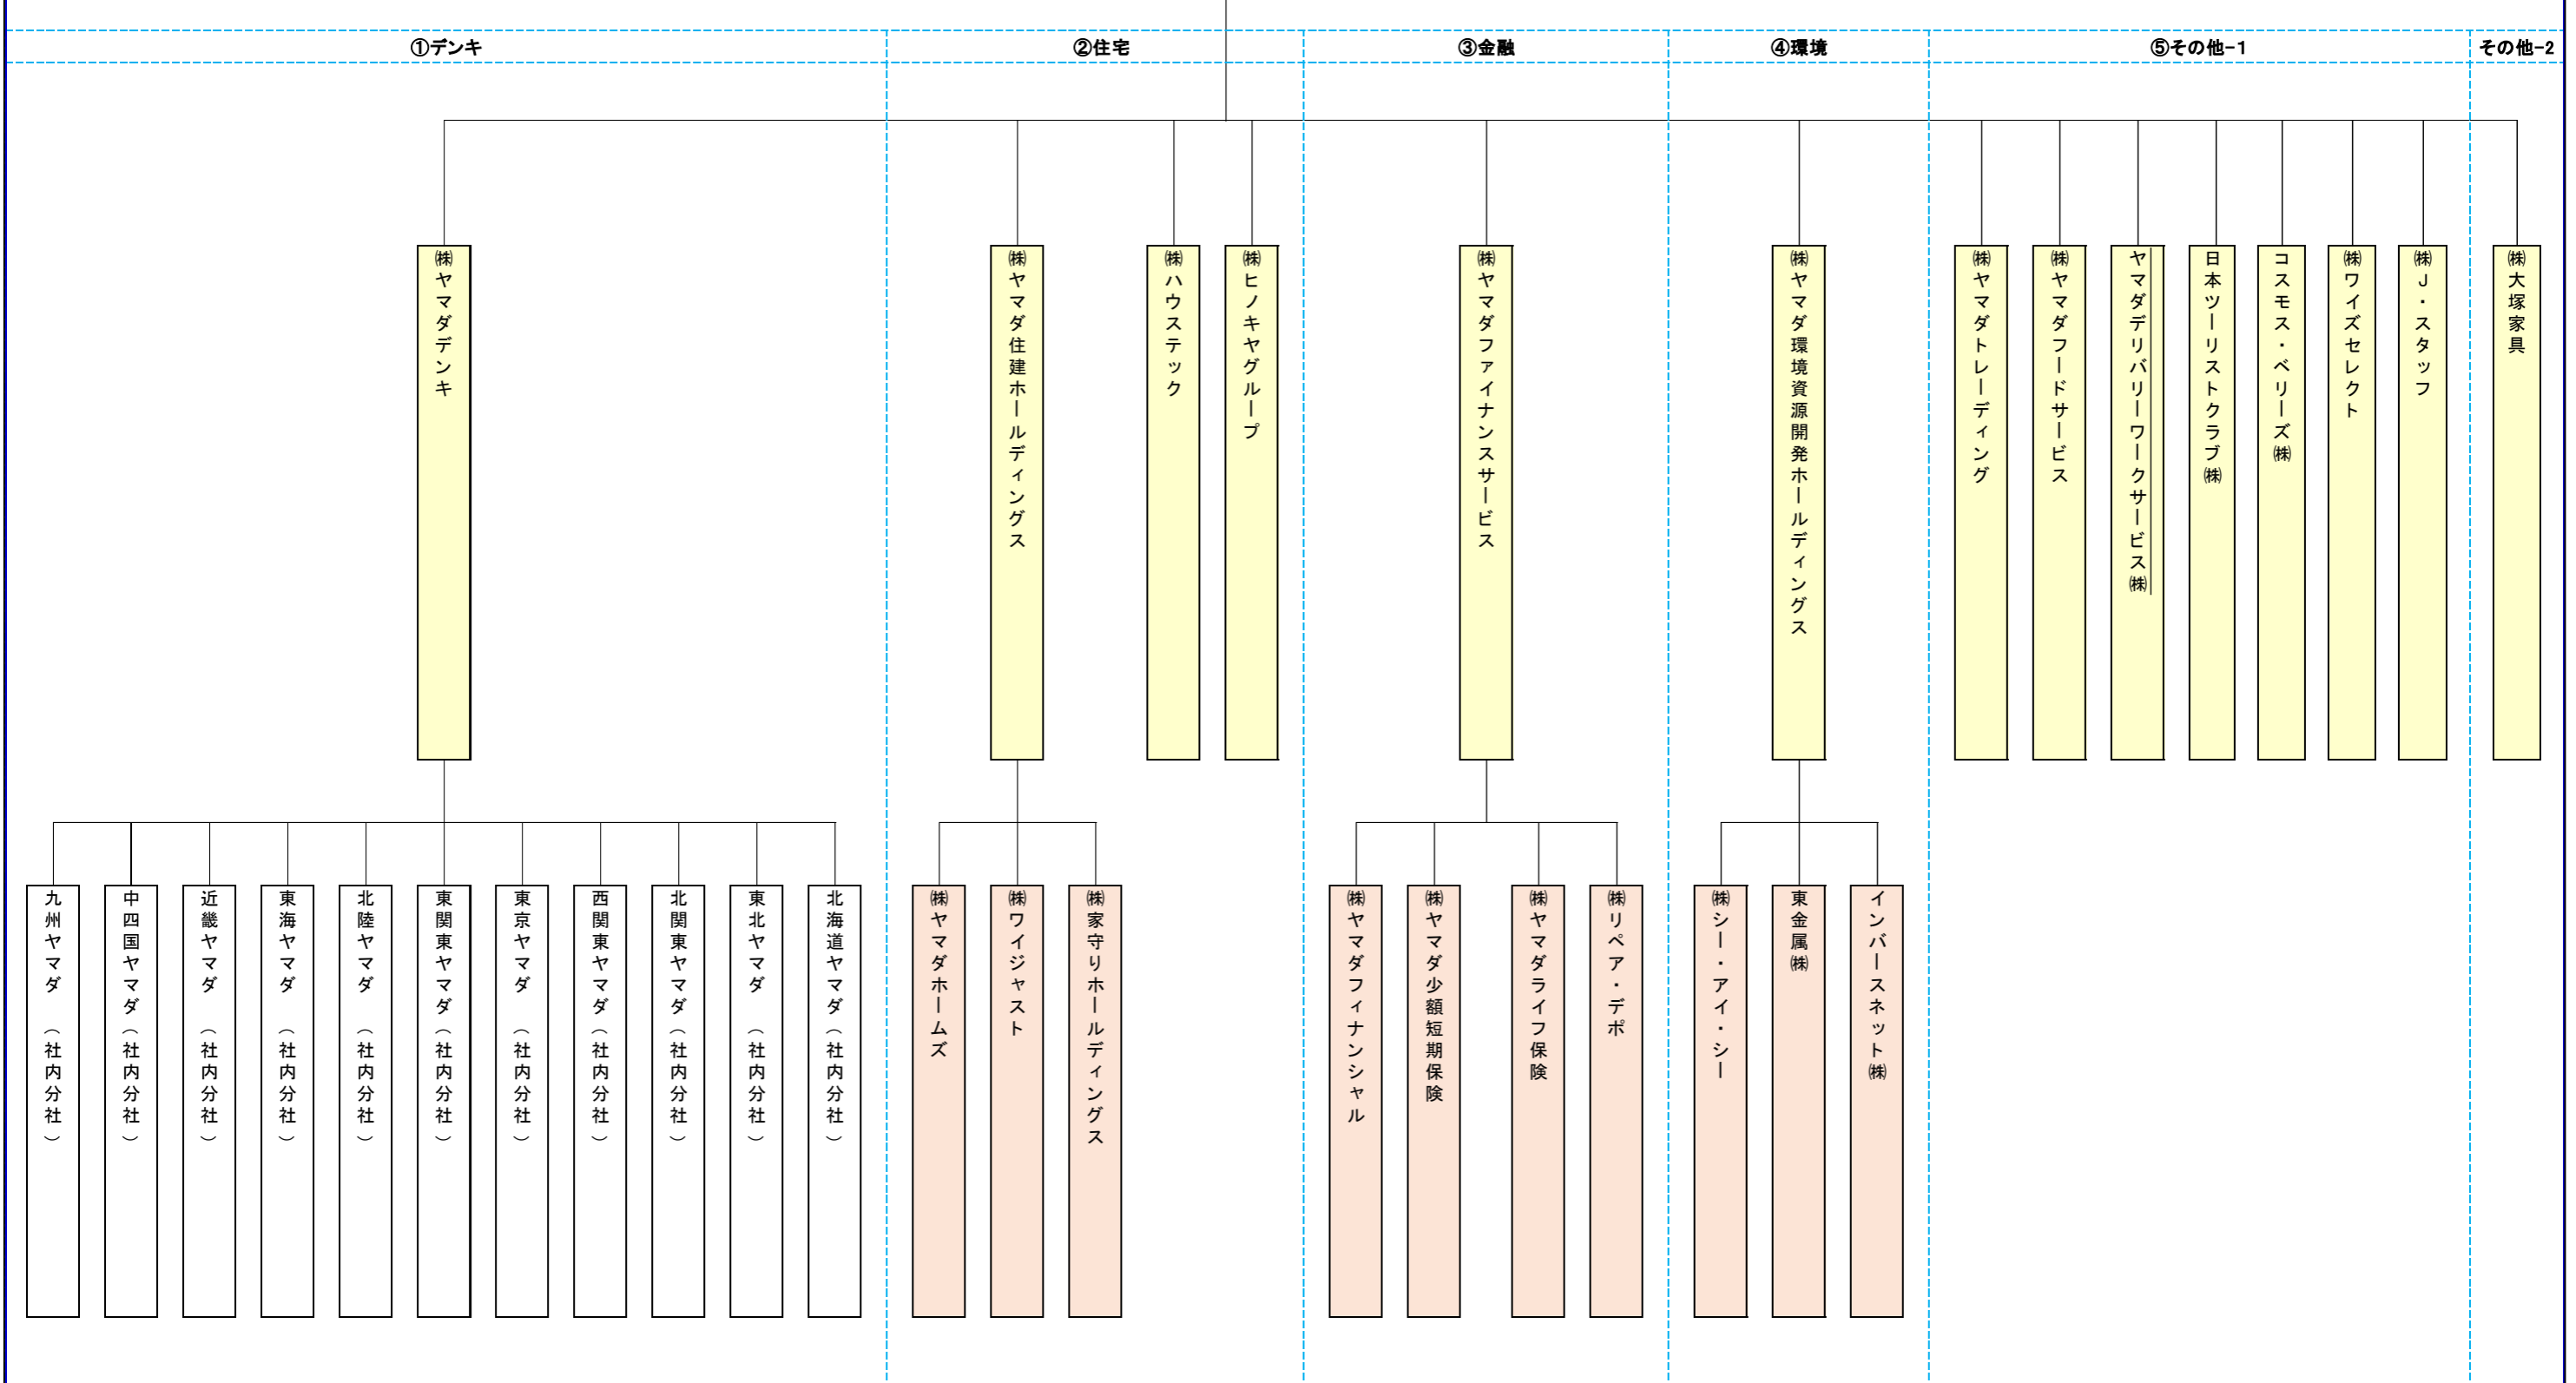 ①デンキ
②住宅
③金融
④環境
⑤その他-1
その他-2
㈱ヤマダデンキ
㈱ヤマダ住建ホールディングス
㈱ハウステック
㈱ヒノキヤグループ
㈱ヤマダファイナンスサービス
㈱ヤマダ環境資源開発ホールディングス
㈱ヤマダトレーディング
㈱ヤマダフードサービス
ヤマダデリバリーワークサービス㈱
日本ツーリストクラブ㈱
コスモス・ベリーズ㈱
㈱ワイズセレクト
㈱J・スタッフ
㈱大塚家具
九州ヤマダ （社内分社）
中四国ヤマダ（社内分社）
近畿ヤマダ （社内分社）
東海ヤマダ （社内分社）
北陸ヤマダ （社内分社）
東関東ヤマダ（社内分社）
東京ヤマダ （社内分社）
西関東ヤマダ（社内分社）
北関東ヤマダ（社内分社）
東北ヤマダ （社内分社）
北海道ヤマダ（社内分社）
㈱ヤマダホームズ
㈱ワイジャスト
㈱家守りホールディングス
㈱ヤマダフィナンシャル
㈱ヤマダ少額短期保険
㈱ヤマダライフ保険
㈱リペア・デポ
㈱シー・アイ・シー
東金属㈱
インバースネット㈱